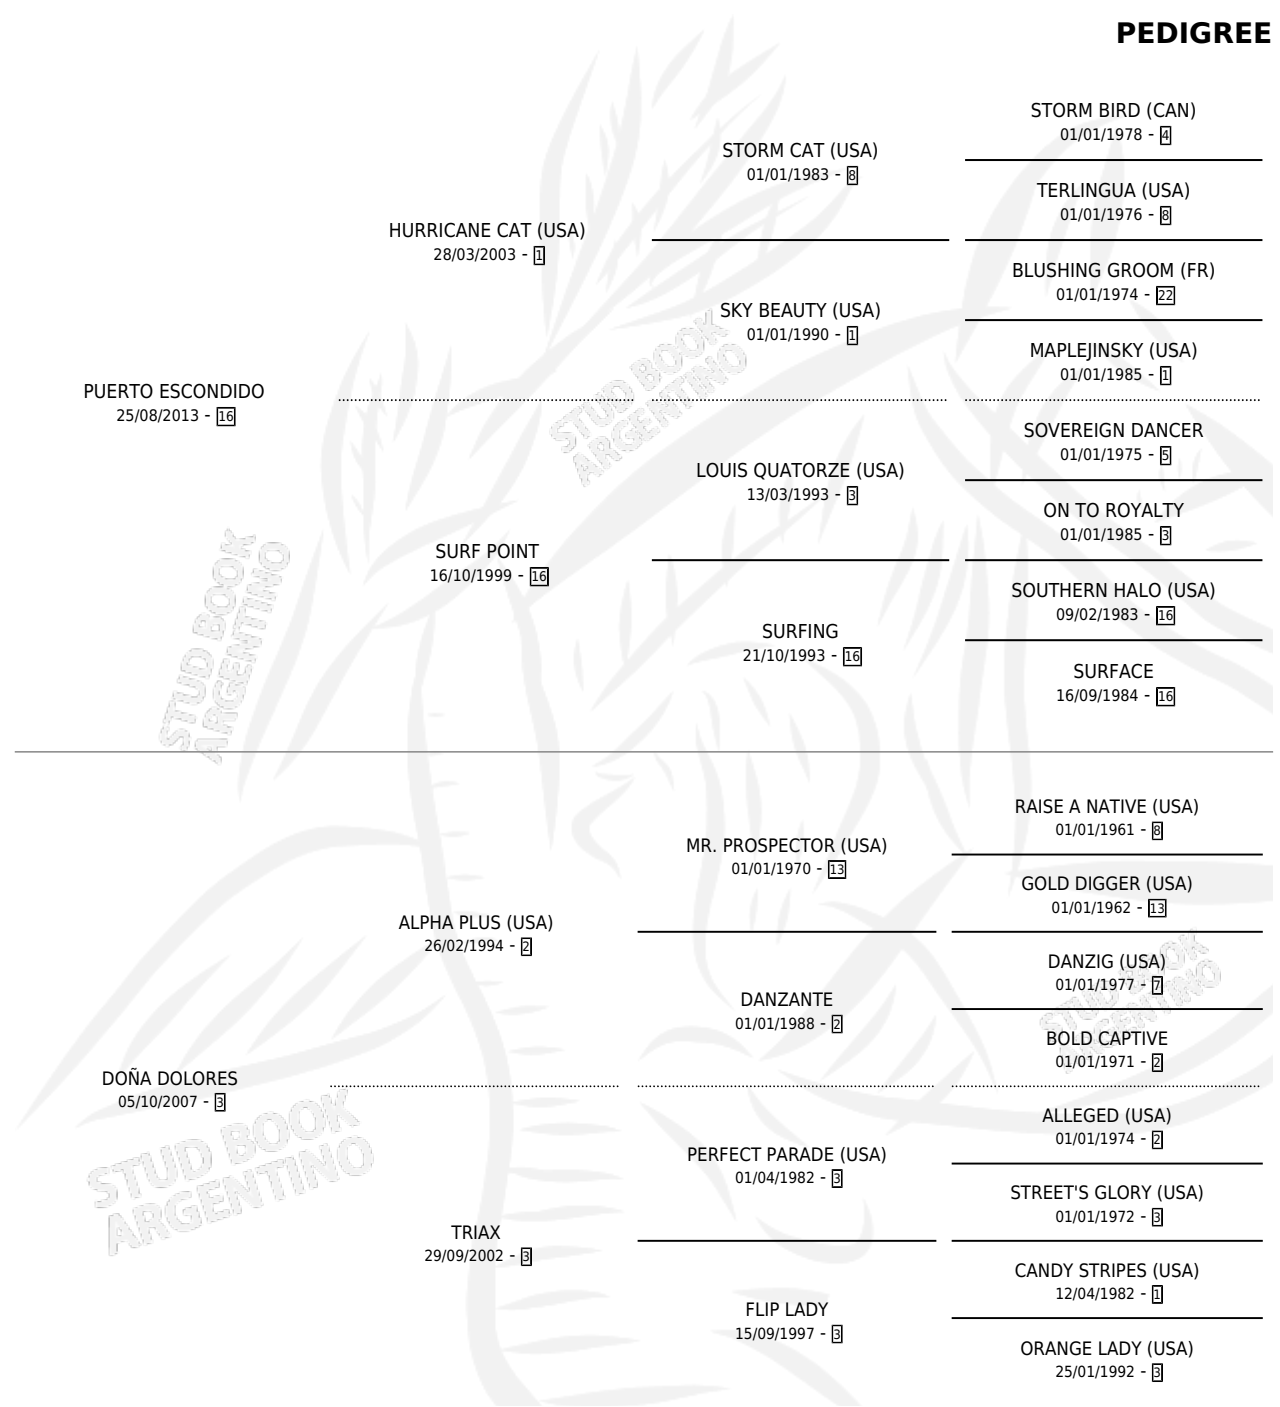 PEDIGREE
STORM BIRD (CAN)
01/01/1978 - 4
STORM CAT (USA)
01/01/1983 - 8
TERLINGUA (USA)
01/01/1976 - 8
HURRICANE CAT (USA)
28/03/2003 - 1
BLUSHING GROOM (FR)
01/01/1974 - 22
SKY BEAUTY (USA)
01/01/1990 - 1
MAPLEJINSKY (USA)
01/01/1985 - 1
PUERTO ESCONDIDO
25/08/2013 - 16
SOVEREIGN DANCER
01/01/1975 - 5
LOUIS QUATORZE (USA)
13/03/1993 - 3
ON TO ROYALTY
01/01/1985 - 3
SURF POINT
16/10/1999 - 16
SOUTHERN HALO (USA)
09/02/1983 - 16
SURFING
21/10/1993 - 16
SURFACE
16/09/1984 - 16
RAISE A NATIVE (USA)
01/01/1961 - 8
MR. PROSPECTOR (USA)
01/01/1970 - 13
GOLD DIGGER (USA)
01/01/1962 - 13
ALPHA PLUS (USA)
26/02/1994 - 2
DANZIG (USA)
01/01/1977 - 7
DANZANTE
01/01/1988 - 2
BOLD CAPTIVE
01/01/1971 - 2
DOÑA DOLORES
05/10/2007 - 3
ALLEGED (USA)
01/01/1974 - 2
PERFECT PARADE (USA)
01/04/1982 - 3
STREET'S GLORY (USA)
01/01/1972 - 3
TRIAX
29/09/2002 - 3
CANDY STRIPES (USA)
12/04/1982 - 1
FLIP LADY
15/09/1997 - 3
ORANGE LADY (USA)
25/01/1992 - 3
STUD BOOK
ARGENTINO
STUD BOOK
ARGENTINO
STUD BOOK
ARGENTINO
STUD BOOK
ARGENTINO